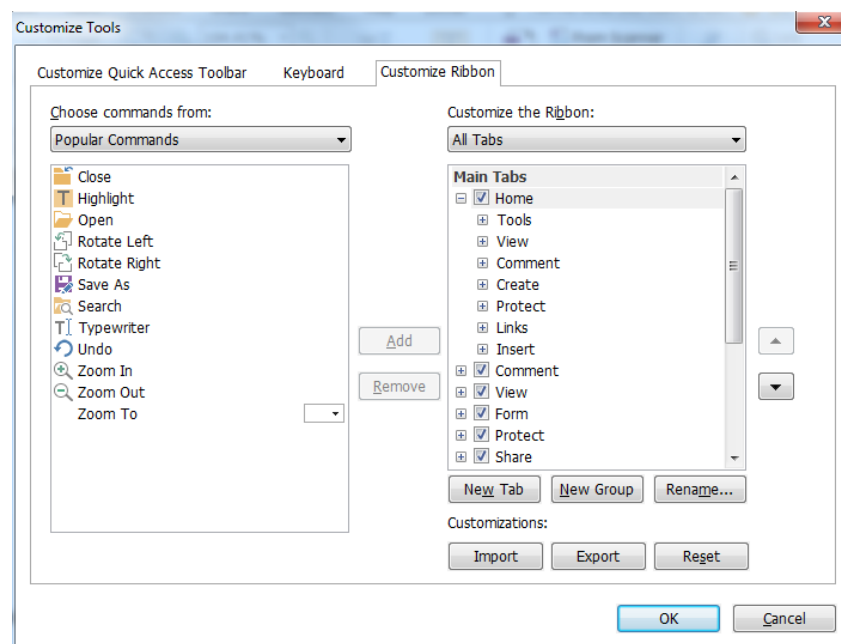 Customize Tools
Customize Quick Access Toolbar
Keyboard
Customize Ribbon
Choose commands from:
Popular Commands
Close
Highlight
Open
Rotate Left
Rotate Right
Save As
Search
Typewriter
Undo
Zoom In
Zoom Out
Zoom To
Add
Remove
Customize the Ribbon:
All Tabs
Main Tabs
Home
Tools
View
Comment
Create
Protect
Links
Insert
Comment
View
Form
Protect
Share
New Tab
New Group
Rename...
Customizations:
Import
Export
Reset
OK
Cancel